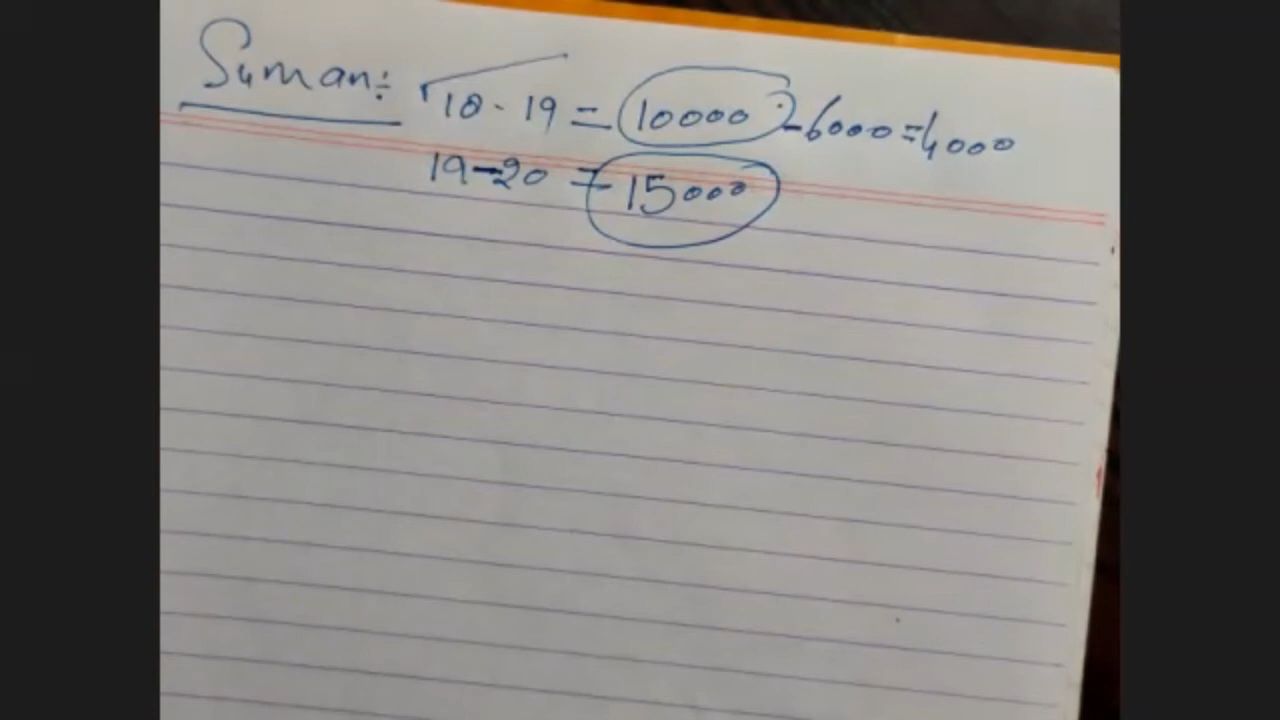 Suman: 18-19 = 10000 - 6000 = 4000
19-20 = 15000